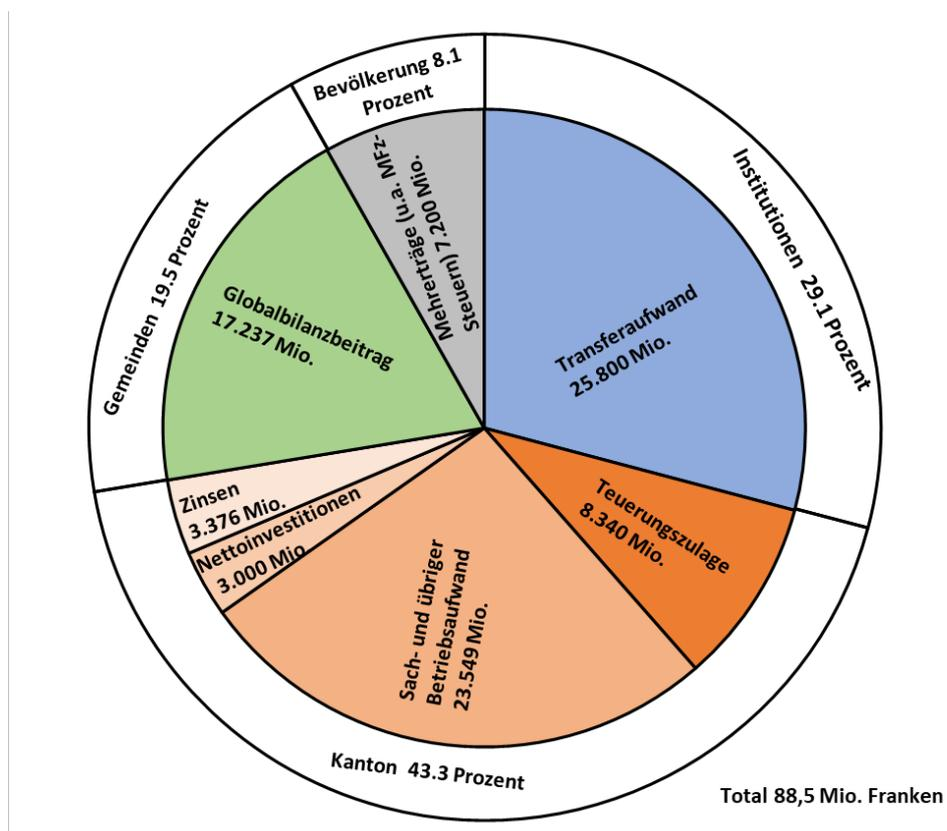 Bevölkerung 8.1
Prozent
Institutionen 29.1 Prozent
Gemeinden 19.5 Prozent
Mehrerträge (u.a. MFz-
Steuern) 7.200 Mio.
Globalbilanzbeitrag
17.237 Mio.
Transferaufwand
25.800 Mio.
Zinsen
3.376 Mio.
Nettoinvestitionen
3.000 Mio.
Teuerungszulage
8.340 Mio.
Sach- und übriger
Betriebsaufwand
23.549 Mio.
Kanton 43.3 Prozent
Total 88,5 Mio. Franken